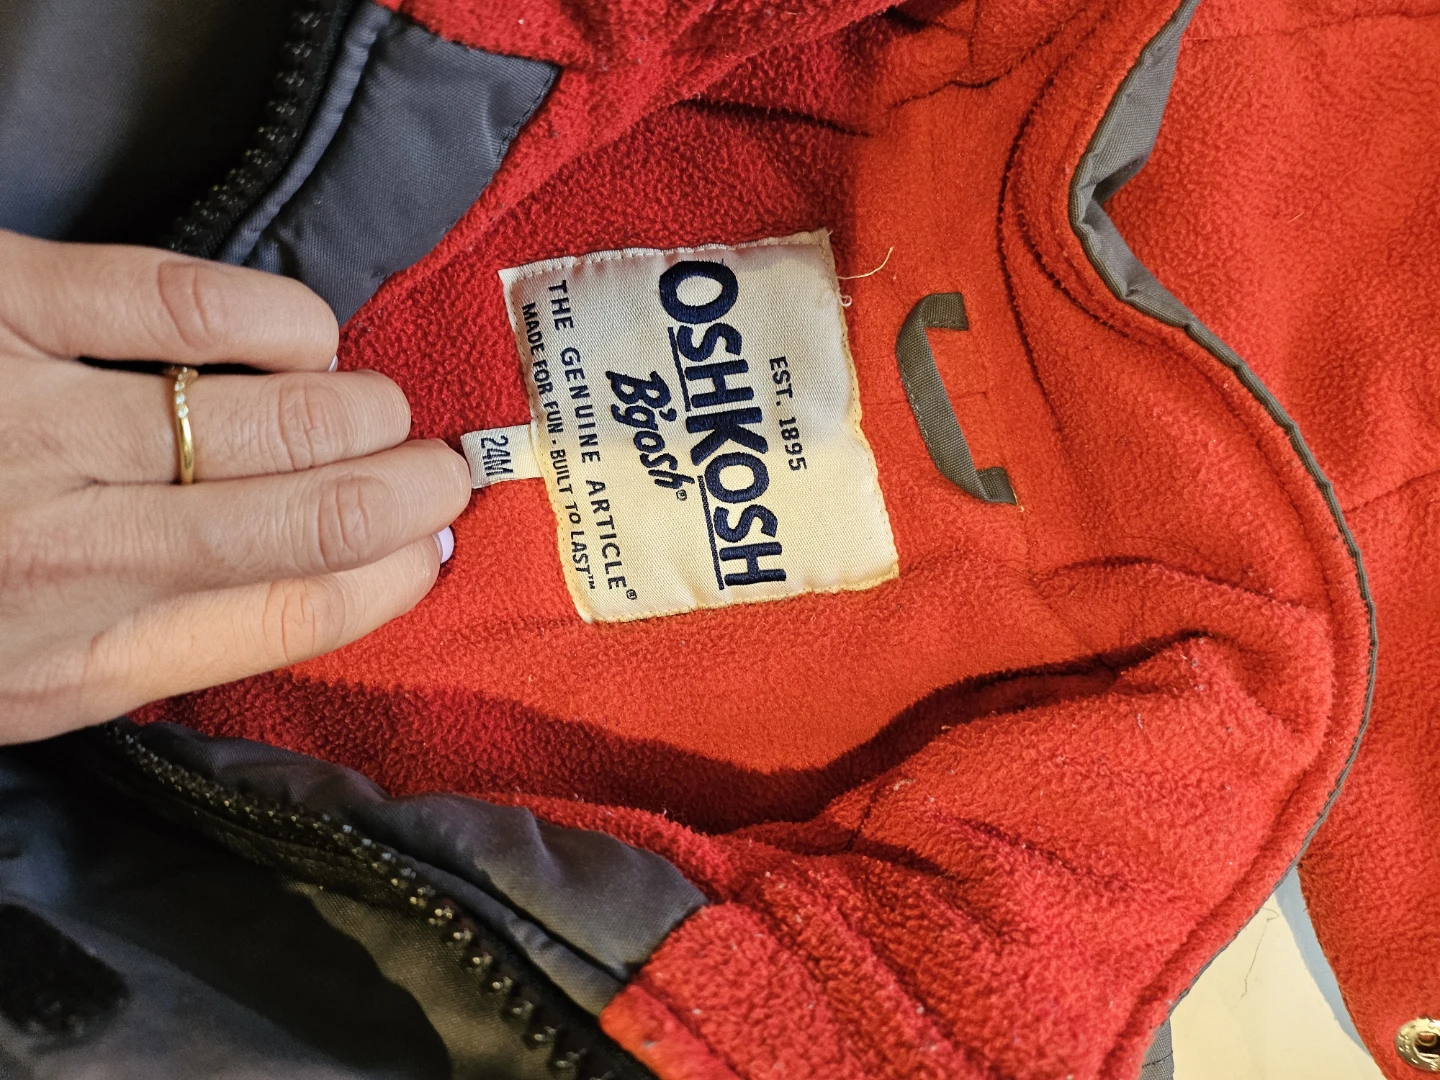 EST. 1895
OSHKOSH
B'gosh®
THE GENUINE ARTICLE®
MADE FOR FUN · BUILT TO LAST™
24M